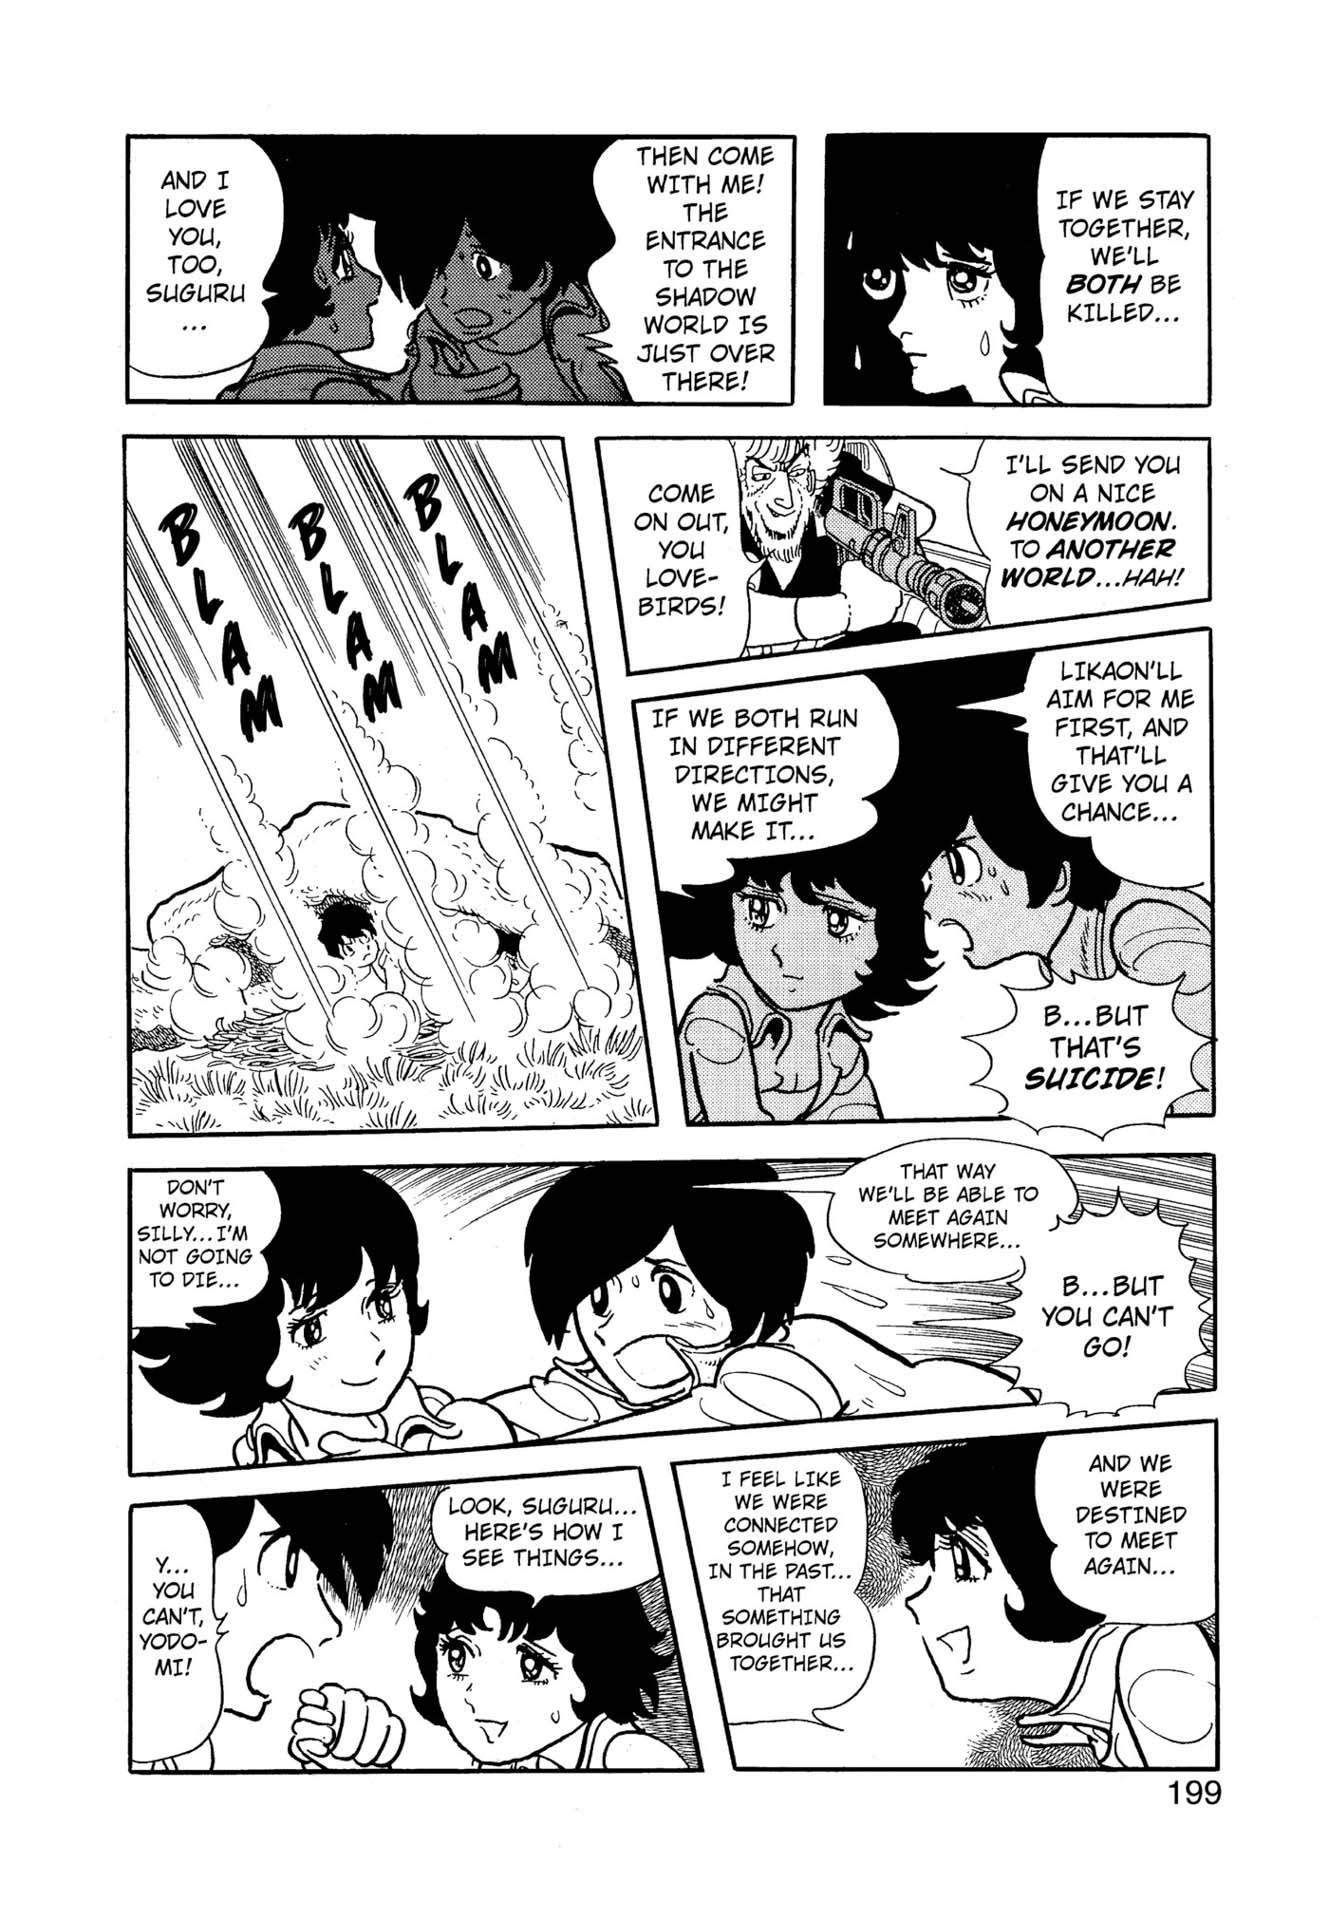 AND I
LOVE
YOU,
TOO,
SUGURU
...
THEN COME
WITH ME!
THE
ENTRANCE
TO THE
SHADOW
WORLD IS
JUST OVER
THERE!
IF WE STAY
TOGETHER,
WE'LL
BOTH BE
KILLED...
BLAM
BLAM
BLAM
COME
ON OUT,
YOU
LOVE-
BIRDS!
I'LL SEND YOU
ON A NICE
HONEYMOON.
TO ANOTHER
WORLD...HAH!
IF WE BOTH RUN
IN DIFFERENT
DIRECTIONS,
WE MIGHT
MAKE IT...
LIKAON'LL
AIM FOR ME
FIRST, AND
THAT'LL
GIVE YOU A
CHANCE...
B...BUT
THAT'S
SUICIDE!
DON'T
WORRY,
SILLY...I'M
NOT GOING
TO DIE...
THAT WAY
WE'LL BE ABLE TO
MEET AGAIN
SOMEWHERE...
B...BUT
YOU CAN'T
GO!
Y...
YOU
CAN'T,
YODO-
MI!
LOOK, SUGURU...
HERE'S HOW I
SEE THINGS...
I FEEL LIKE
WE WERE
CONNECTED
SOMEHOW,
IN THE PAST...
THAT
SOMETHING
BROUGHT US
TOGETHER...
AND WE
WERE
DESTINED
TO MEET
AGAIN...
199